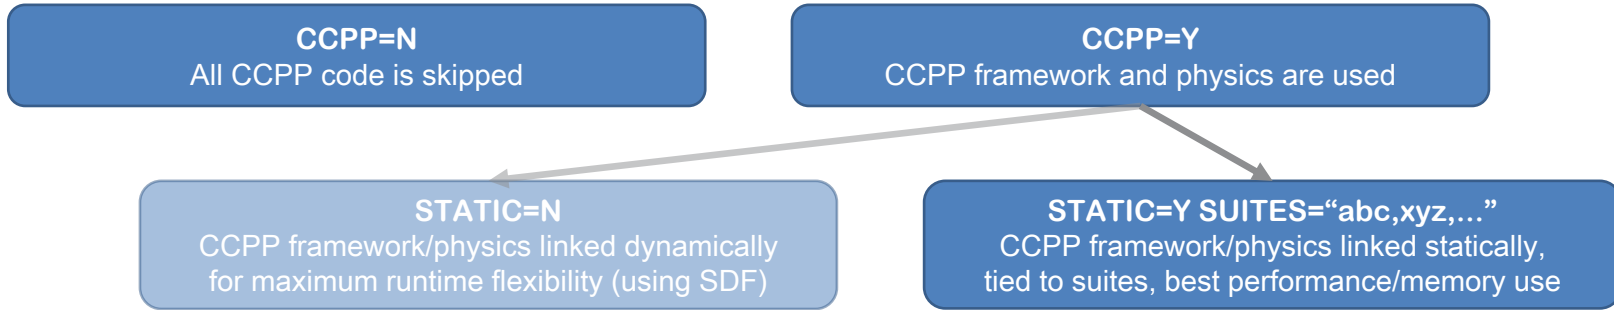 CCPP=N
All CCPP code is skipped
CCPP=Y
CCPP framework and physics are used
STATIC=N
CCPP framework/physics linked dynamically
for maximum runtime flexibility (using SDF)
STATIC=Y SUITES=“abc,xyz,...”
CCPP framework/physics linked statically,
tied to suites, best performance/memory use